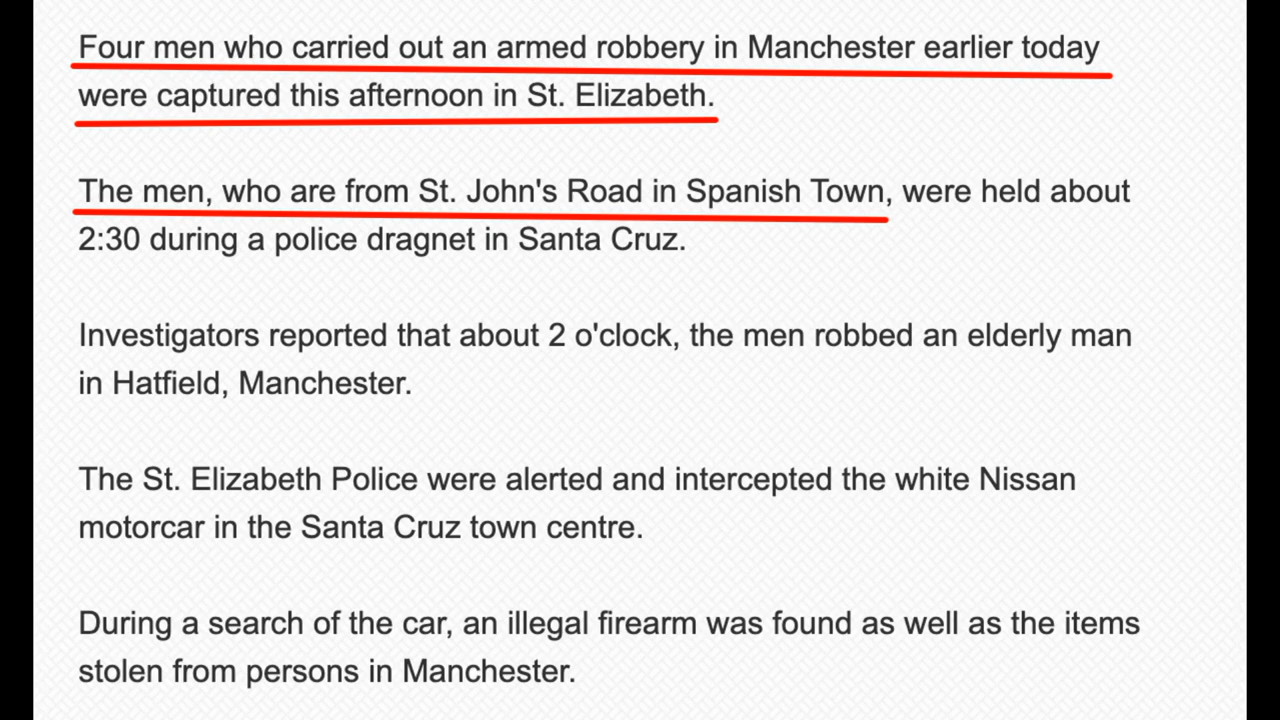 Four men who carried out an armed robbery in Manchester earlier today
were captured this afternoon in St. Elizabeth.
The men, who are from St. John's Road in Spanish Town, were held about
2:30 during a police dragnet in Santa Cruz.
Investigators reported that about 2 o'clock, the men robbed an elderly man
in Hatfield, Manchester.
The St. Elizabeth Police were alerted and intercepted the white Nissan
motorcar in the Santa Cruz town centre.
During a search of the car, an illegal firearm was found as well as the items
stolen from persons in Manchester.